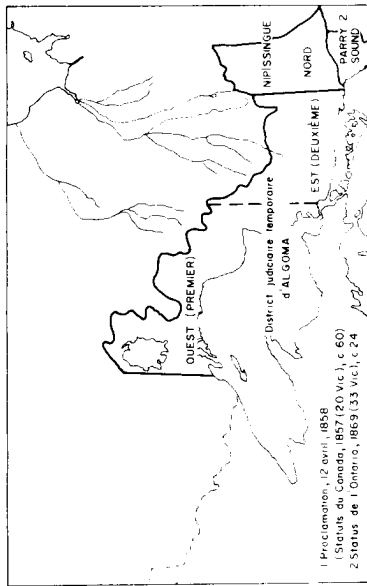 NIPISSINGUE
NORD
PARRY 2
SOUND
EST (DEUXIÈME)
OUEST (PREMIER)
District judiciaire temporaire
d'ALGOMA
1 Proclamation, 12 avril, 1858
(Statuts du Canada, 1857 (20 Vic), c 60)
2 Status de l Ontario, 1869 (33 Vic), c 24